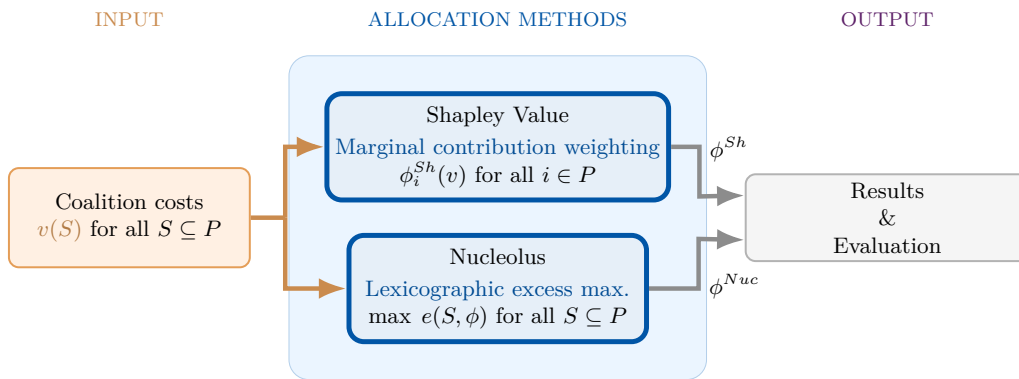 INPUT
ALLOCATION METHODS
OUTPUT
Coalition costs
v(S) for all S ⊆ P
Shapley Value
Marginal contribution weighting
ϕ_i^{Sh}(v) for all i ∈ P
Nucleolus
Lexicographic excess max.
max e(S, ϕ) for all S ⊆ P
ϕ^{Sh}
ϕ^{Nuc}
Results
&
Evaluation